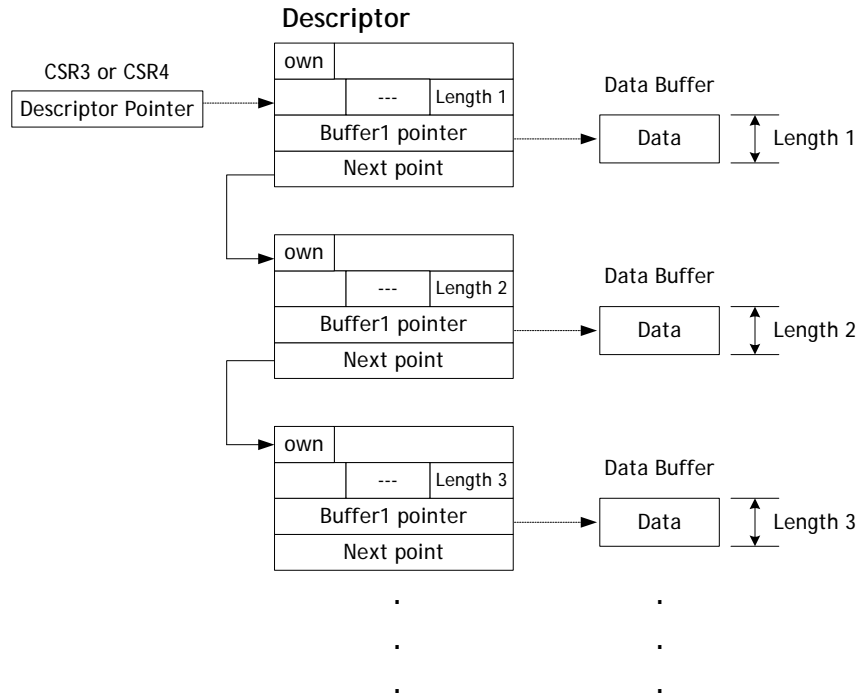 Descriptor
own
CSR3 or CSR4
Descriptor Pointer
--- Length 1
Buffer1 pointer
Next point
Data Buffer
Data
Length 1
own
--- Length 2
Buffer1 pointer
Next point
Data Buffer
Data
Length 2
own
--- Length 3
Buffer1 pointer
Next point
Data Buffer
Data
Length 3
. .
. .
. .